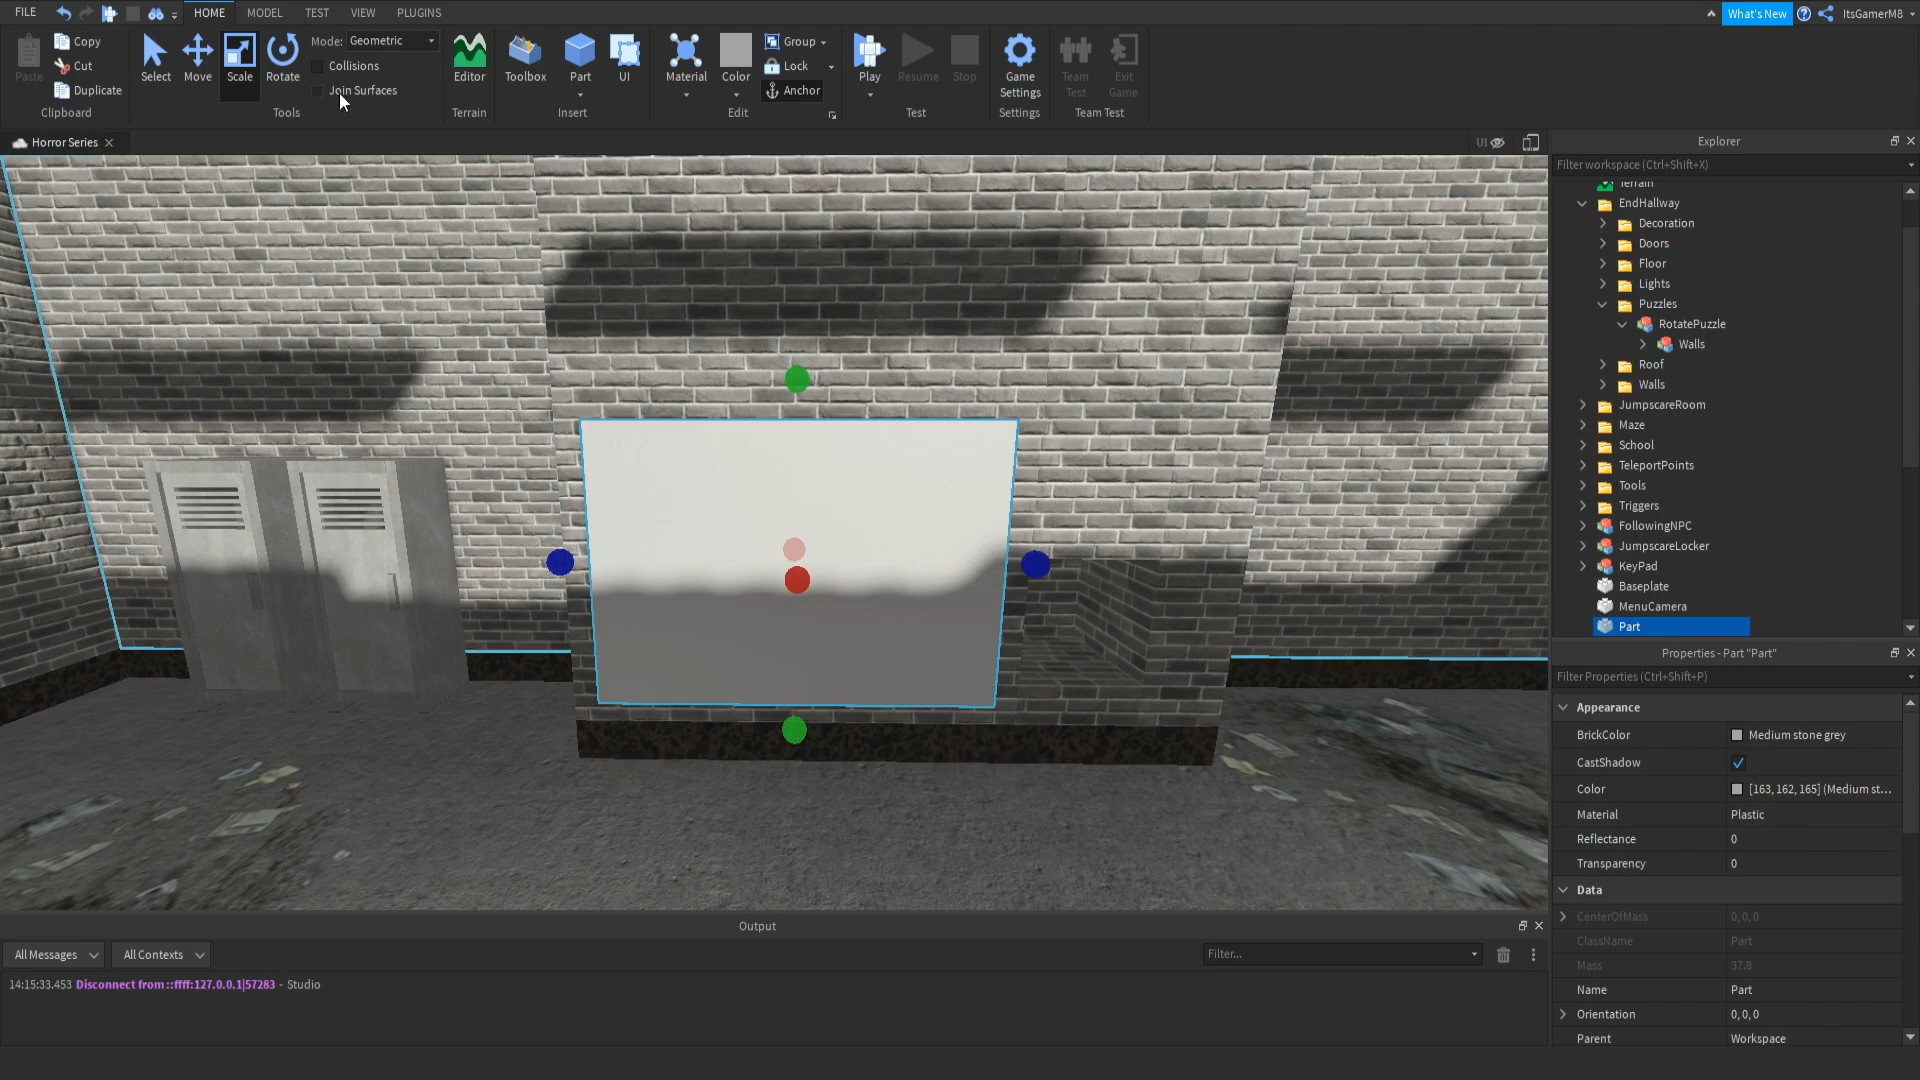 FILE
HOME
MODEL
TEST
VIEW
PLUGINS
What's New
ItsGamerM8
Paste
Copy
Cut
Duplicate
Clipboard
Select
Move
Scale
Rotate
Mode: Geometric
Collisions
Join Surfaces
Tools
Editor
Terrain
Toolbox
Part
UI
Insert
Material
Color
Group
Lock
Anchor
Edit
Play
Resume
Stop
Test
Game
Settings
Settings
Team
Test
Exit
Game
Team Test
Horror Series
UI
Explorer
Filter workspace (Ctrl+Shift+X)
Terrain
EndHallway
Decoration
Doors
Floor
Lights
Puzzles
RotatePuzzle
Walls
Roof
Walls
JumpscareRoom
Maze
School
TeleportPoints
Tools
Triggers
FollowingNPC
JumpscareLocker
KeyPad
Baseplate
MenuCamera
Part
Properties - Part "Part"
Filter Properties (Ctrl+Shift+P)
Appearance
BrickColor Medium stone grey
CastShadow
Color [163, 162, 165] (Medium st...
Material Plastic
Reflectance 0
Transparency 0
Data
CenterOfMass 0, 0, 0
ClassName Part
Mass 37.8
Name Part
Orientation 0, 0, 0
Parent Workspace
Output
All Messages
All Contexts
Filter...
14:15:33.453 Disconnect from ::ffff:127.0.0.1|57283 - Studio